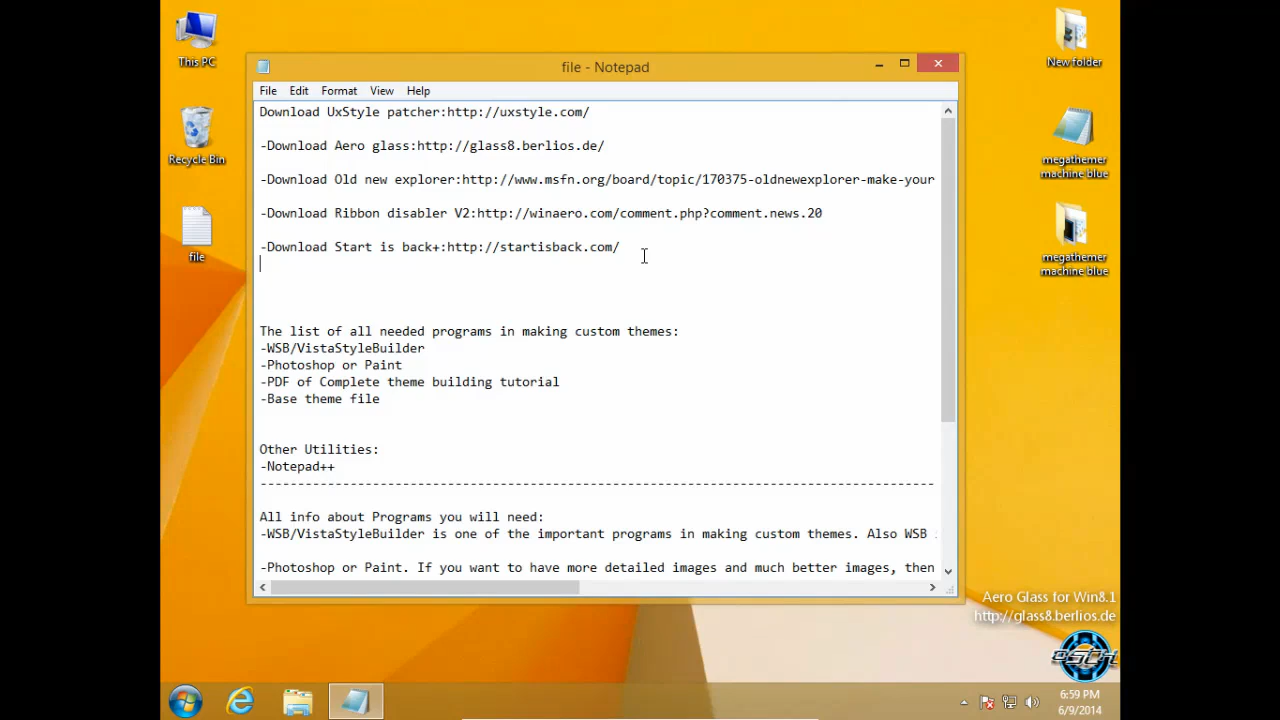 This PC
Recycle Bin
file
file - Notepad
File Edit Format View Help
Download UxStyle patcher:http://uxstyle.com/
-Download Aero glass:http://glass8.berlios.de/
-Download Old new explorer:http://www.msfn.org/board/topic/170375-oldnewexplorer-make-your
-Download Ribbon disabler V2:http://winaero.com/comment.php?comment.news.20
-Download Start is back+:http://startisback.com/
The list of all needed programs in making custom themes:
-WSB/VistaStyleBuilder
-Photoshop or Paint
-PDF of Complete theme building tutorial
-Base theme file
Other Utilities:
-Notepad++
------------------------------------------------------------------------------------------
All info about Programs you will need:
-WSB/VistaStyleBuilder is one of the important programs in making custom themes. Also WSB
-Photoshop or Paint. If you want to have more detailed images and much better images, then
New folder
megathemer
machine blue
megathemer
machine blue
Aero Glass for Win8.1
http://glass8.berlios.de
6:59 PM
6/9/2014